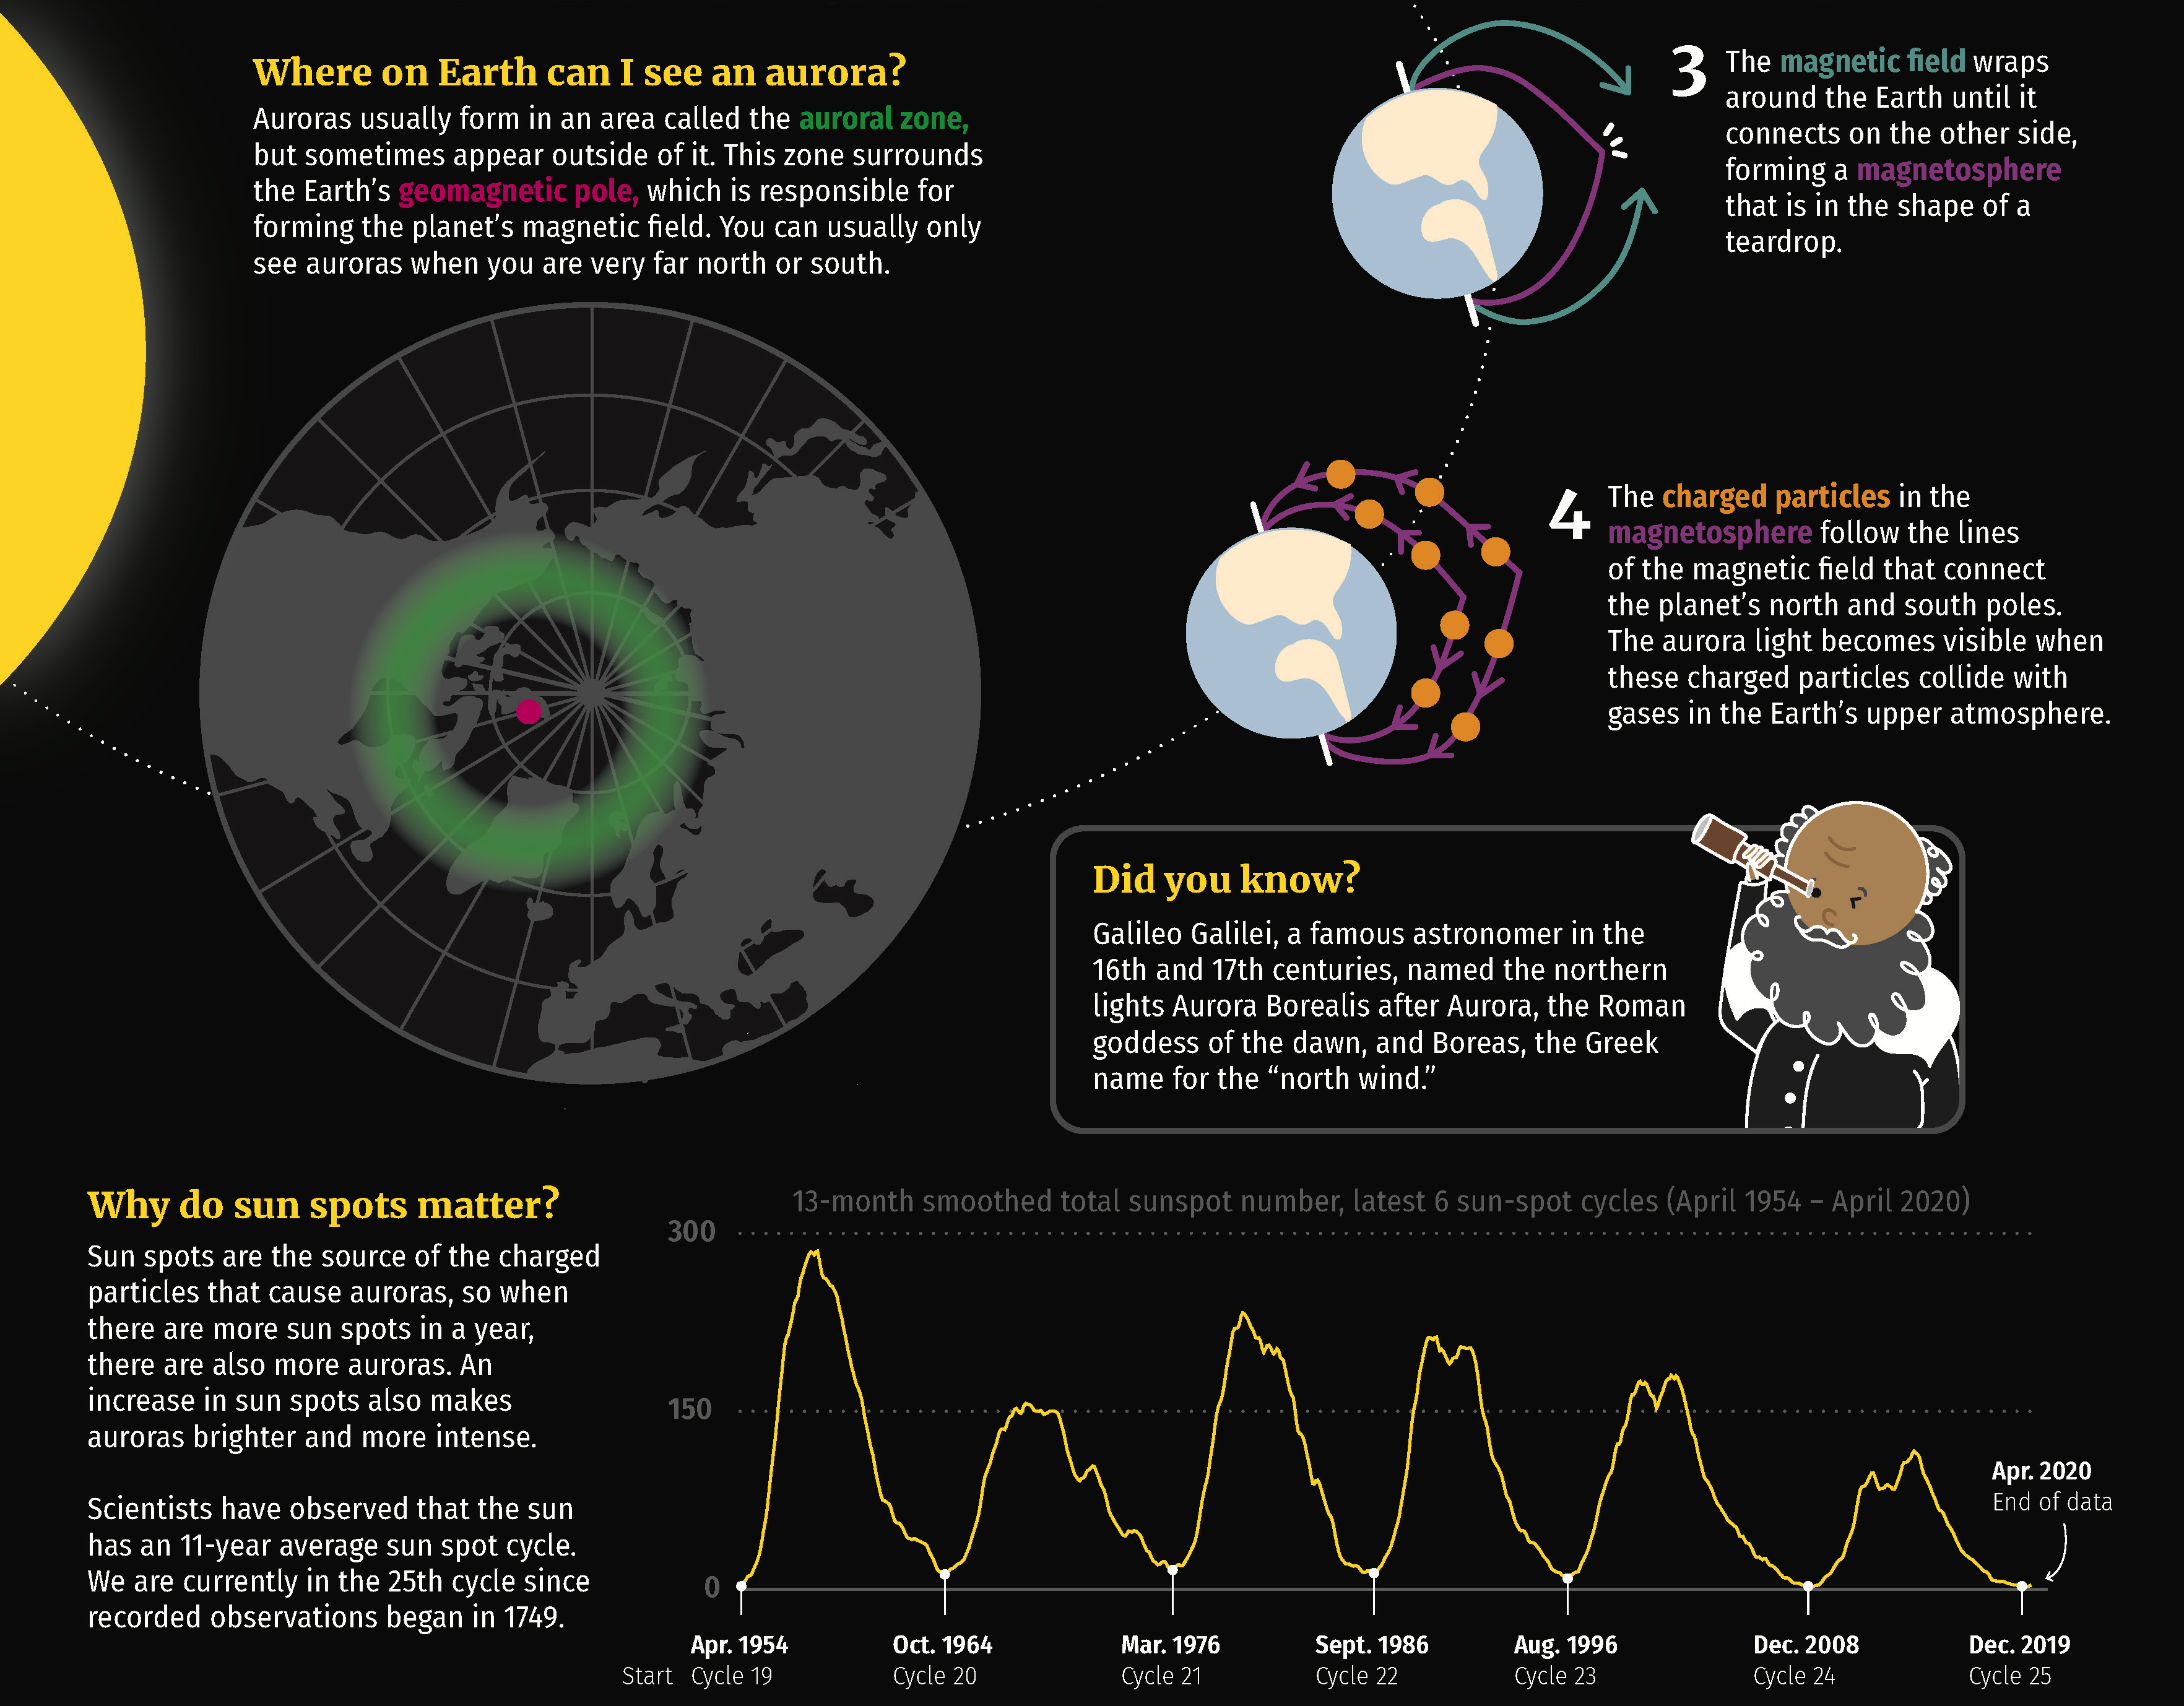 Where on Earth can I see an aurora?
Auroras usually form in an area called the auroral zone,
but sometimes appear outside of it. This zone surrounds
the Earth's geomagnetic pole, which is responsible for
forming the planet's magnetic field. You can usually only
see auroras when you are very far north or south.
3
The magnetic field wraps
around the Earth until it
connects on the other side,
forming a magnetosphere
that is in the shape of a
teardrop.
4
The charged particles in the
magnetosphere follow the lines
of the magnetic field that connect
the planet's north and south poles.
The aurora light becomes visible when
these charged particles collide with
gases in the Earth's upper atmosphere.
Did you know?
Galileo Galilei, a famous astronomer in the
16th and 17th centuries, named the northern
lights Aurora Borealis after Aurora, the Roman
goddess of the dawn, and Boreas, the Greek
name for the “north wind.”
Why do sun spots matter?
Sun spots are the source of the charged
particles that cause auroras, so when
there are more sun spots in a year,
there are also more auroras. An
increase in sun spots also makes
auroras brighter and more intense.
Scientists have observed that the sun
has an 11-year average sun spot cycle.
We are currently in the 25th cycle since
recorded observations began in 1749.
13-month smoothed total sunspot number, latest 6 sun-spot cycles (April 1954 – April 2020)
300
150
0
Apr. 2020
End of data
Apr. 1954 Oct. 1964 Mar. 1976 Sept. 1986 Aug. 1996 Dec. 2008 Dec. 2019
Start Cycle 19 Cycle 20 Cycle 21 Cycle 22 Cycle 23 Cycle 24 Cycle 25